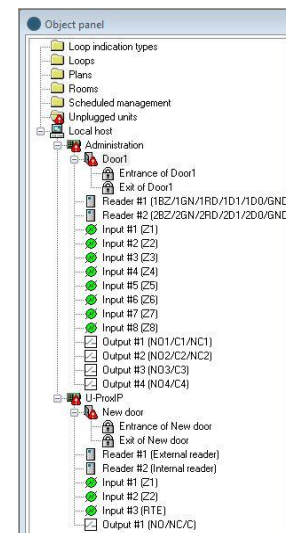 Object panel
Loop indication types
Loops
Plans
Rooms
Scheduled management
Unplugged units
Local host
Administration
Door1
Entrance of Door1
Exit of Door1
Reader #1 (1BZ/1GN/1RD/1D1/1D0/GND
Reader #2 (2BZ/2GN/2RD/2D1/2D0/GND
Input #1 (Z1)
Input #2 (Z2)
Input #3 (Z3)
Input #4 (Z4)
Input #5 (Z5)
Input #6 (Z6)
Input #7 (Z7)
Input #8 (Z8)
Output #1 (NO1/C1/NC1)
Output #2 (NO2/C2/NC2)
Output #3 (NO3/C3)
Output #4 (NO4/C4)
U-ProxIP
New door
Entrance of New door
Exit of New door
Reader #1 (External reader)
Reader #2 (Internal reader)
Input #1 (Z1)
Input #2 (Z2)
Input #3 (RTE)
Output #1 (NO/NC/C)